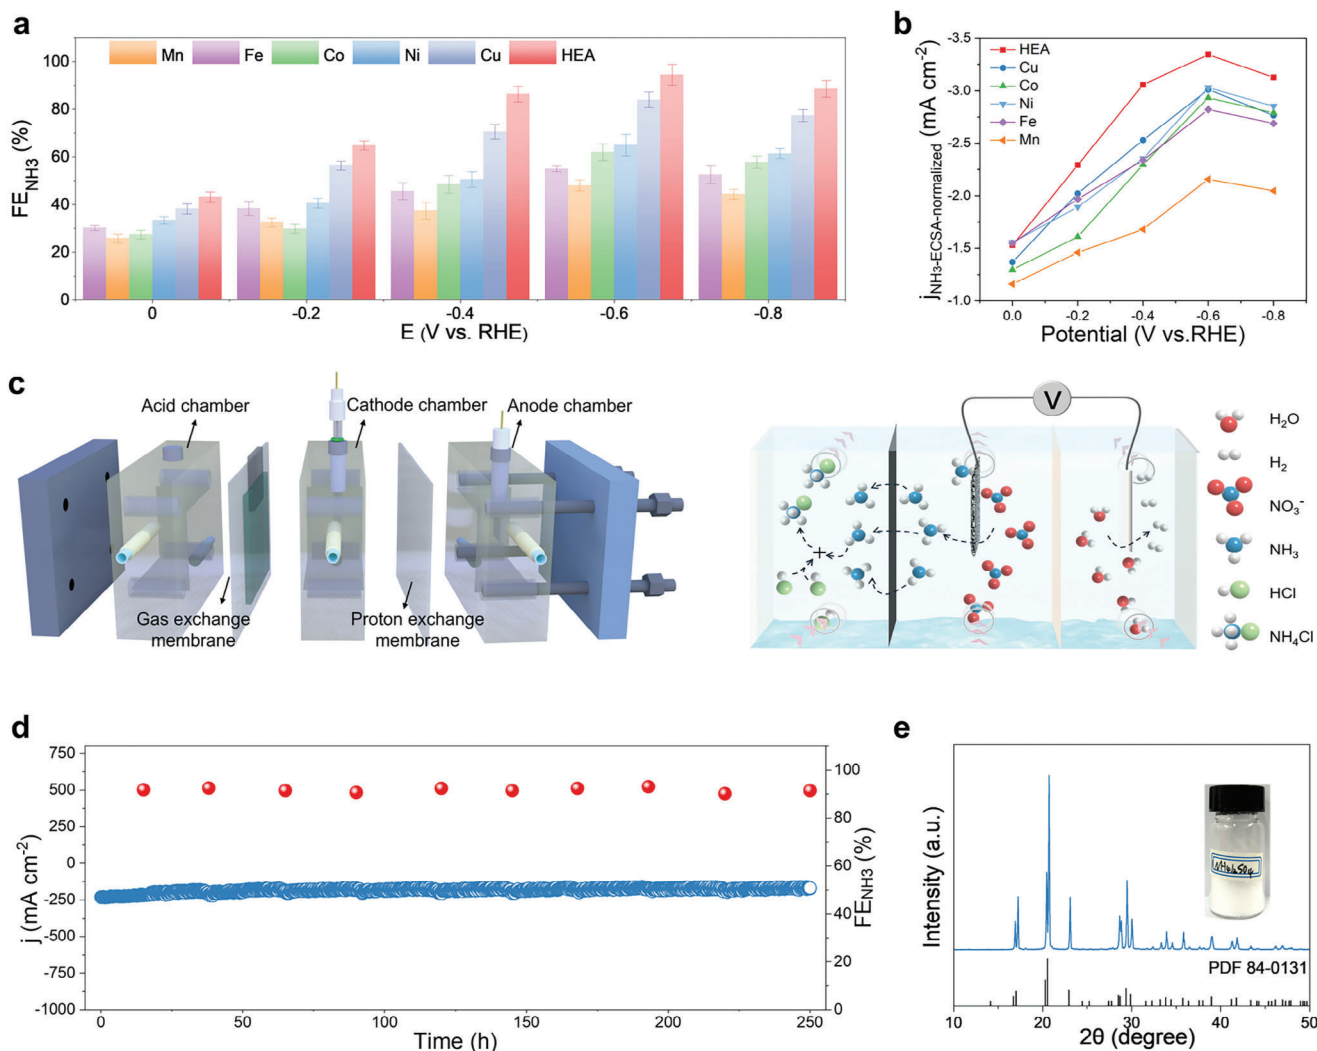 a
Mn Fe Co Ni Cu HEA
FE_NH3 (%)
100
80
60
40
20
0
0 -0.2 -0.4 -0.6 -0.8
E (V vs. RHE)
b
HEA
Cu
Co
Ni
Fe
Mn
j_NH3-ECSA-normalized (mA cm⁻²)
-3.5
-3.0
-2.5
-2.0
-1.5
-1.0
0.0 -0.2 -0.4 -0.6 -0.8
Potential (V vs.RHE)
c
Acid chamber
Cathode chamber
Anode chamber
Gas exchange
membrane
Proton exchange
membrane
V
H₂O
H₂
NO₃⁻
NH₃
HCl
NH₄Cl
+
d
j (mA cm⁻²)
750
500
250
0
-250
-500
-750
-1000
0 50 100 150 200 250
Time (h)
100
80
60
40
20
0
FE_NH3 (%)
e
Intensity (a.u.)
PDF 84-0131
10 20 30 40 50
2θ (degree)